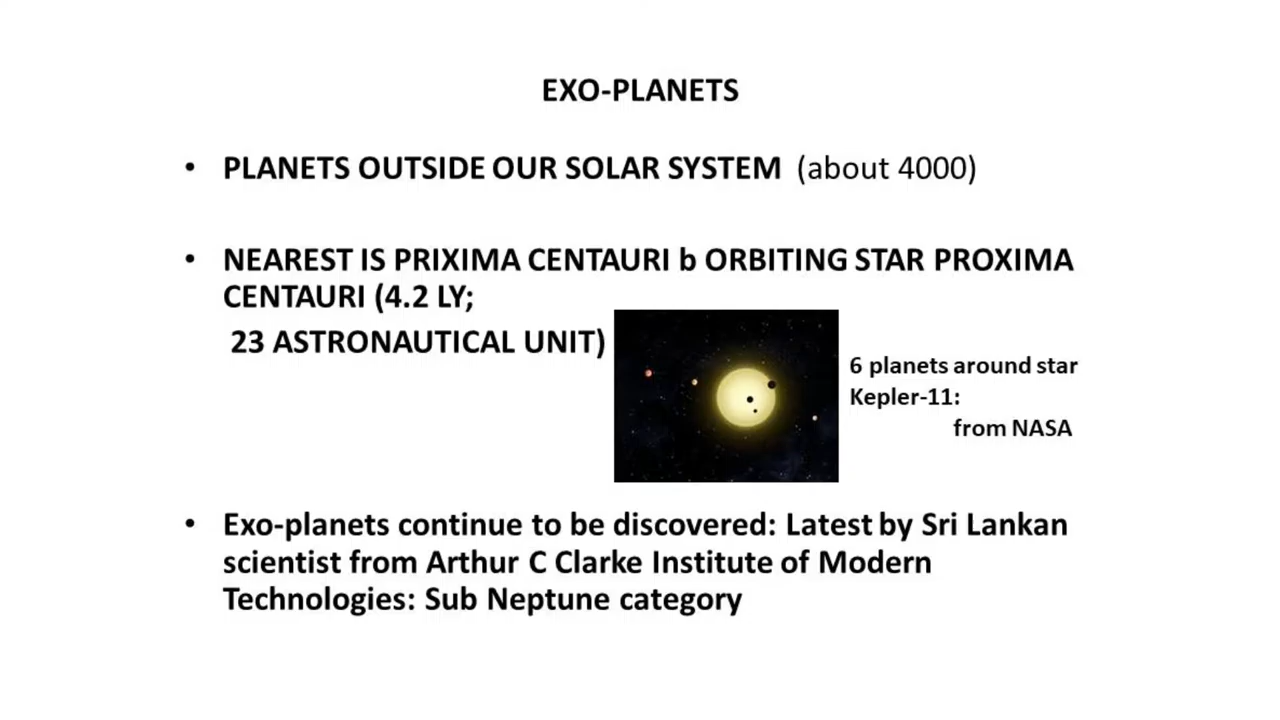 EXO-PLANETS
• PLANETS OUTSIDE OUR SOLAR SYSTEM (about 4000)
• NEAREST IS PRIXIMA CENTAURI b ORBITING STAR PROXIMA
CENTAURI (4.2 LY;
23 ASTRONAUTICAL UNIT)
6 planets around star
Kepler-11:
from NASA
• Exo-planets continue to be discovered: Latest by Sri Lankan
scientist from Arthur C Clarke Institute of Modern
Technologies: Sub Neptune category